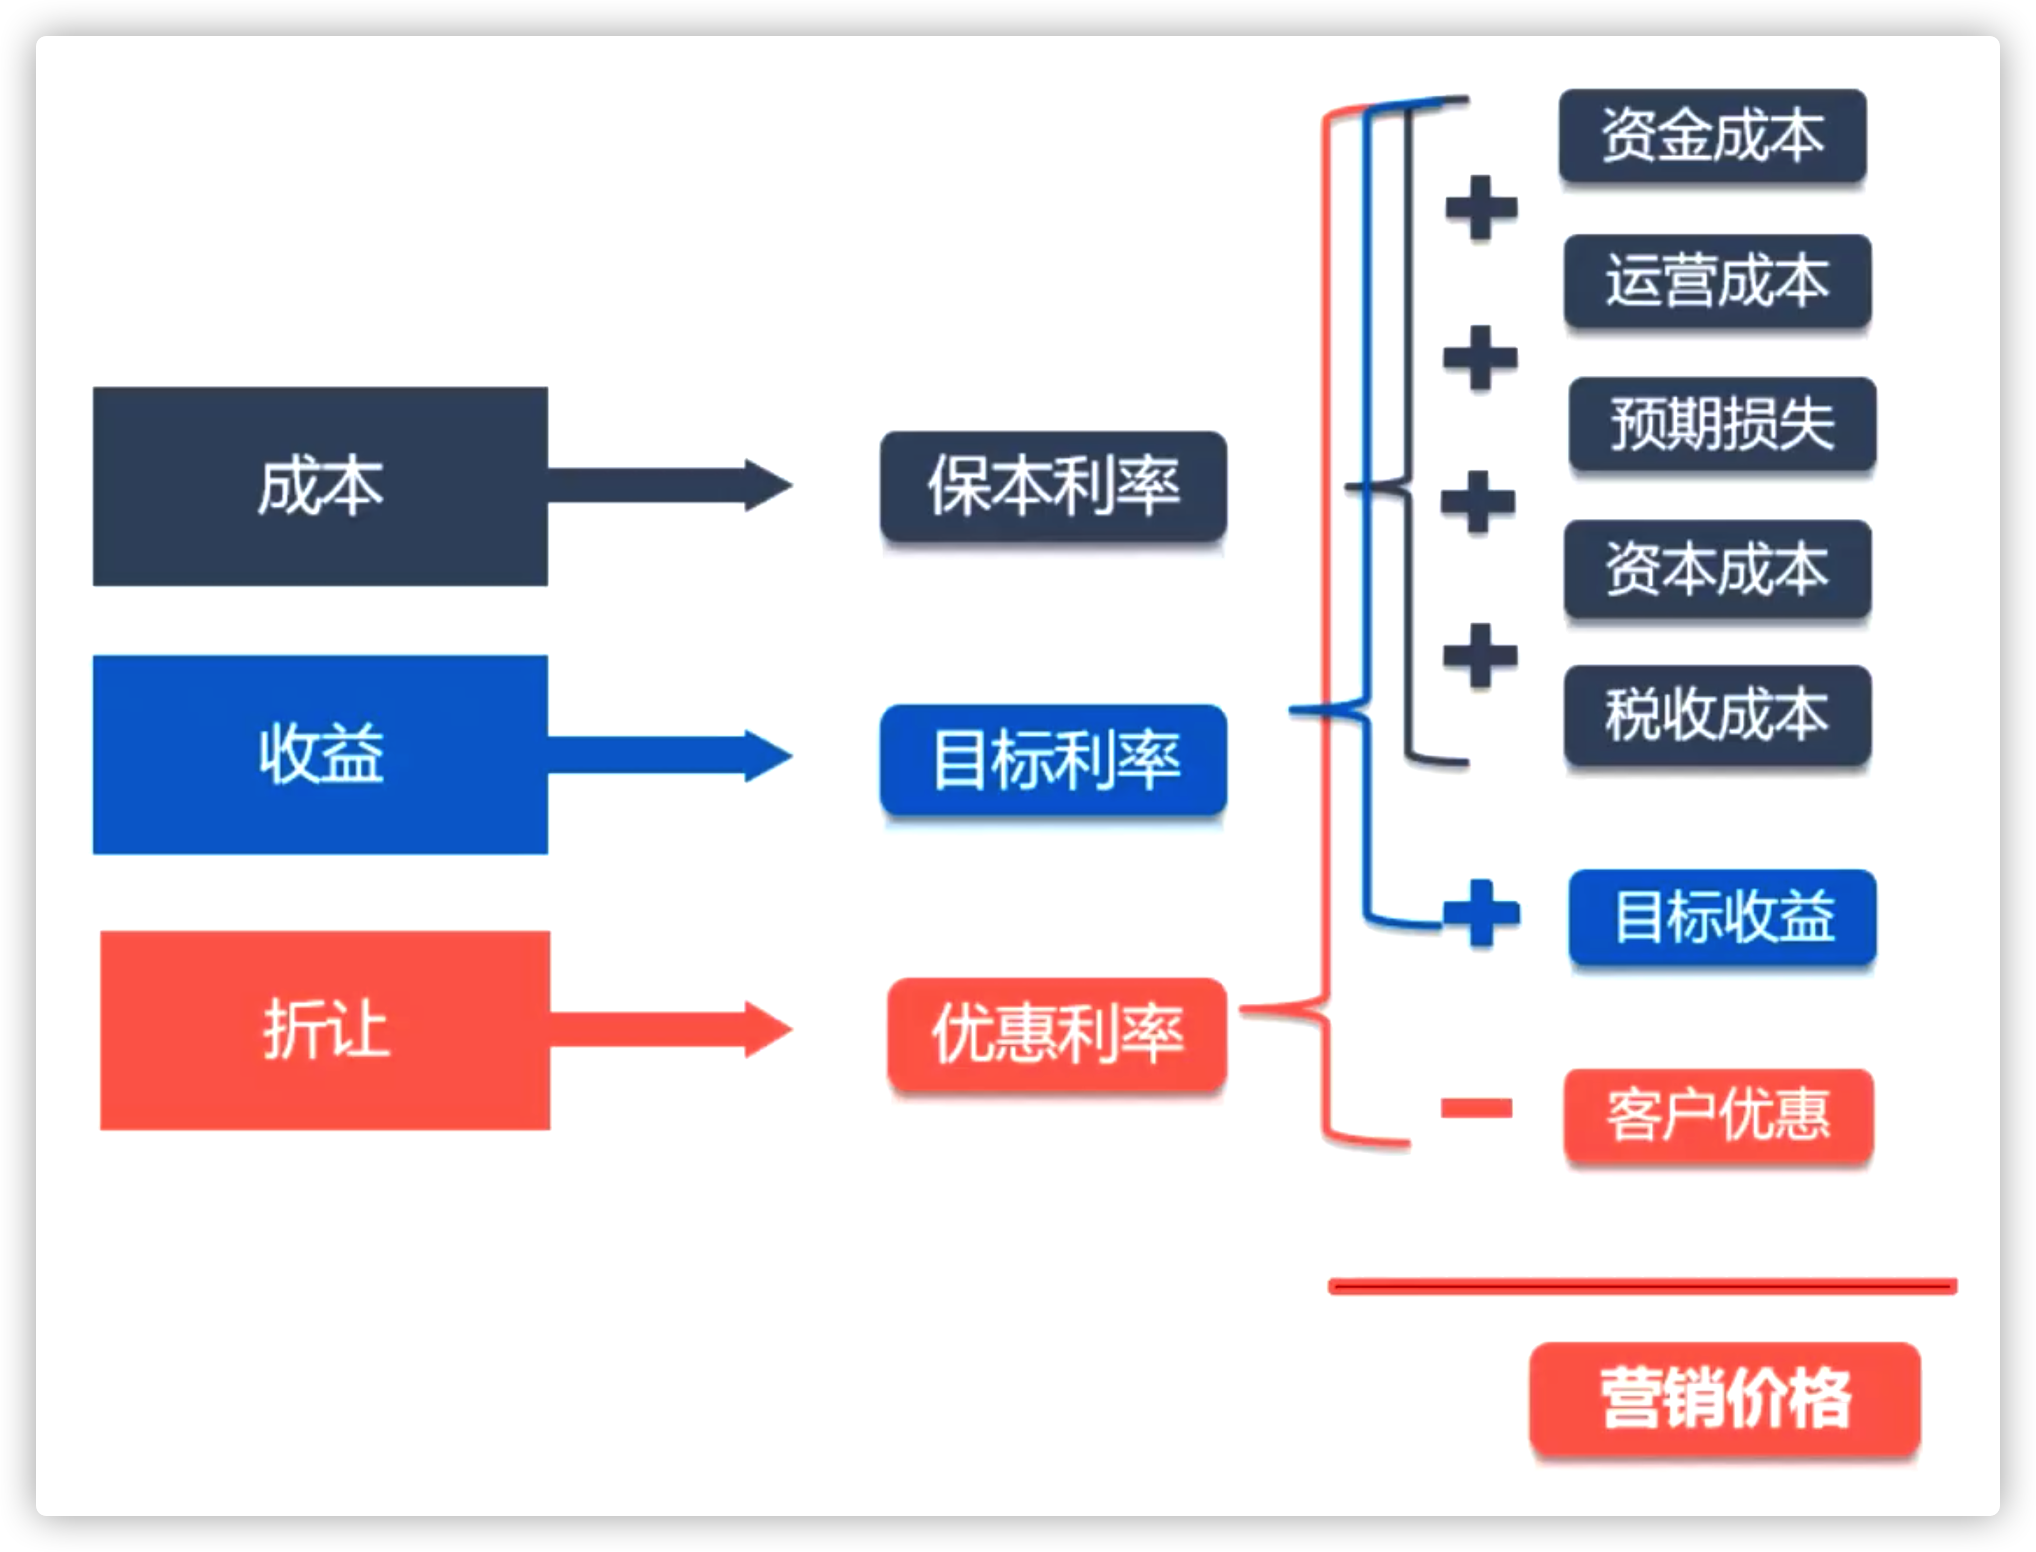 成本
保本利率
收益
目标利率
折让
优惠利率
资金成本
运营成本
预期损失
资本成本
税收成本
目标收益
客户优惠
营销价格